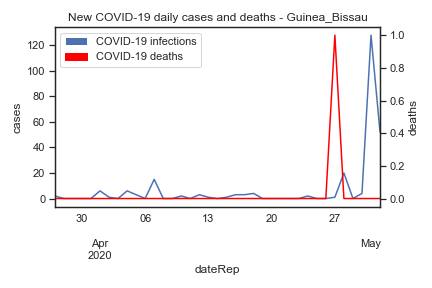 New COVID-19 daily cases and deaths - Guinea_Bissau
COVID-19 infections
COVID-19 deaths
120
100
80
60
40
20
0
cases
1.0
0.8
0.6
0.4
0.2
0.0
deaths
30 06 13 20 27
Apr May
2020
dateRep